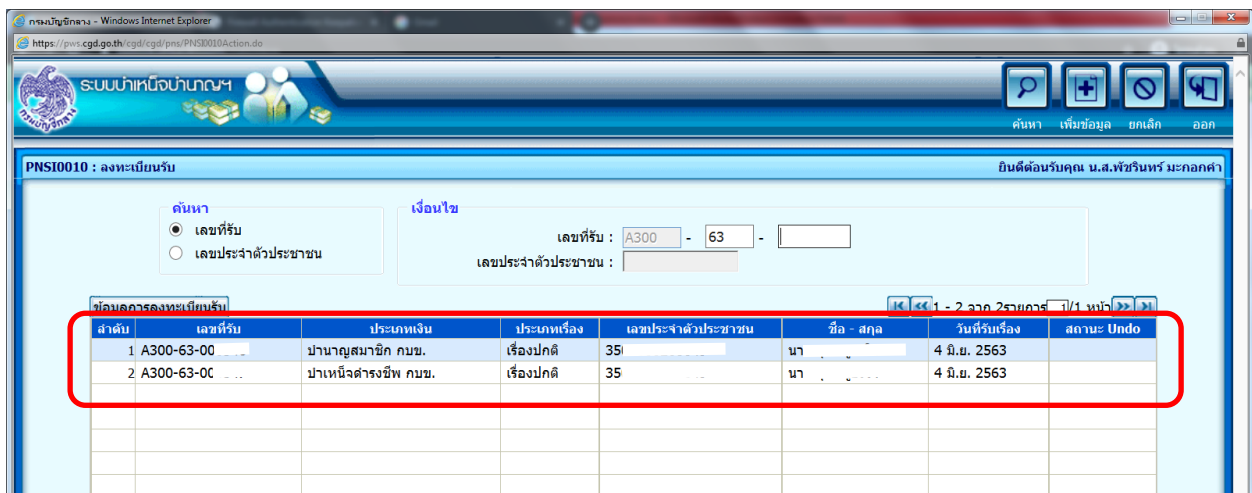 กรมบัญชีกลาง - Windows Internet Explorer
https://pws.cgd.go.th/cgd/cgd/pns/PNSI0010Action.do
ระบบบำเหน็จบำนาญฯ
กรมบัญชีกลาง
ค้นหา เพิ่มข้อมูล ยกเลิก ออก
PNSI0010 : ลงทะเบียนรับ ยินดีต้อนรับคุณ น.ส.พัชรินทร์ มะกอกคำ
ค้นหา เงื่อนไข
เลขที่รับ เลขที่รับ : A300 - 63 -
เลขประจำตัวประชาชน เลขประจำตัวประชาชน :
ข้อมูลการลงทะเบียนรับ 1 - 2 จาก 2รายการ 1/1 หน้า
ลำดับ เลขที่รับ ประเภทเงิน ประเภทเรื่อง เลขประจำตัวประชาชน ชื่อ - สกุล วันที่รับเรื่อง สถานะ Undo
1 A300-63-00 บำนาญสมาชิก กบข. เรื่องปกติ 35 นา 4 มิ.ย. 2563
2 A300-63-00 บำเหน็จดำรงชีพ กบข. เรื่องปกติ 35 นา 4 มิ.ย. 2563